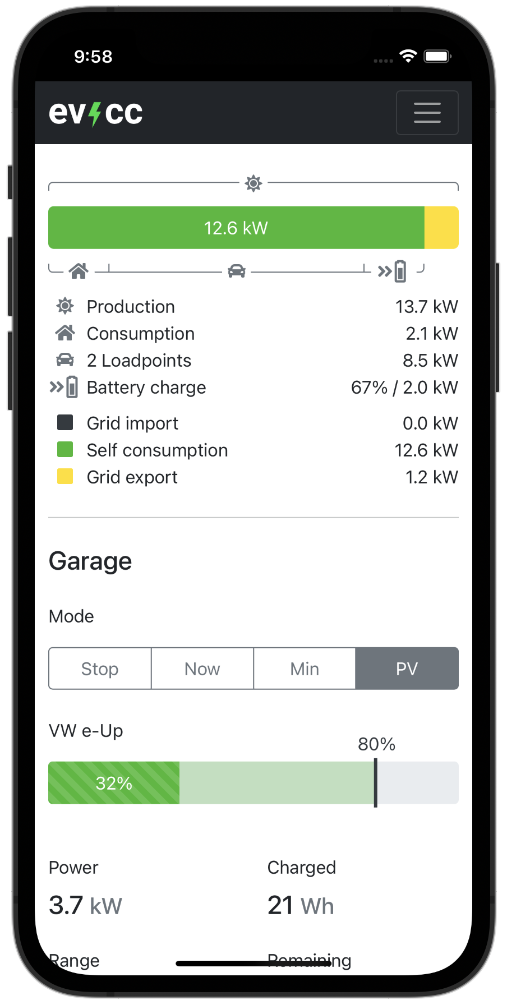 9:58
evcc
12.6 kW
Production 13.7 kW
Consumption 2.1 kW
2 Loadpoints 8.5 kW
Battery charge 67% / 2.0 kW
Grid import 0.0 kW
Self consumption 12.6 kW
Grid export 1.2 kW
Garage
Mode
Stop Now Min PV
VW e-Up
80%
32%
Power Charged
3.7 kW 21 Wh
Range Remaining